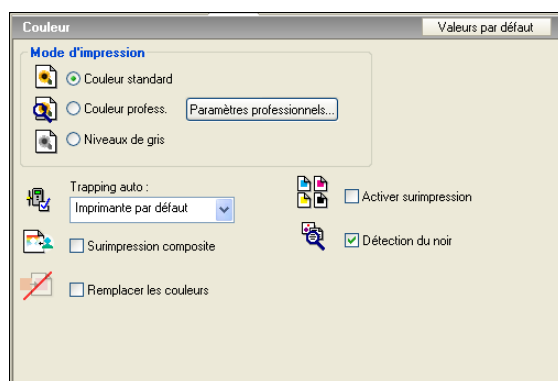 Couleur
Valeurs par défaut
Mode d'impression
Couleur standard
Couleur profess.
Paramètres professionnels...
Niveaux de gris
Trapping auto :
Imprimante par défaut
Activer surimpression
Surimpression composite
Détection du noir
Remplacer les couleurs